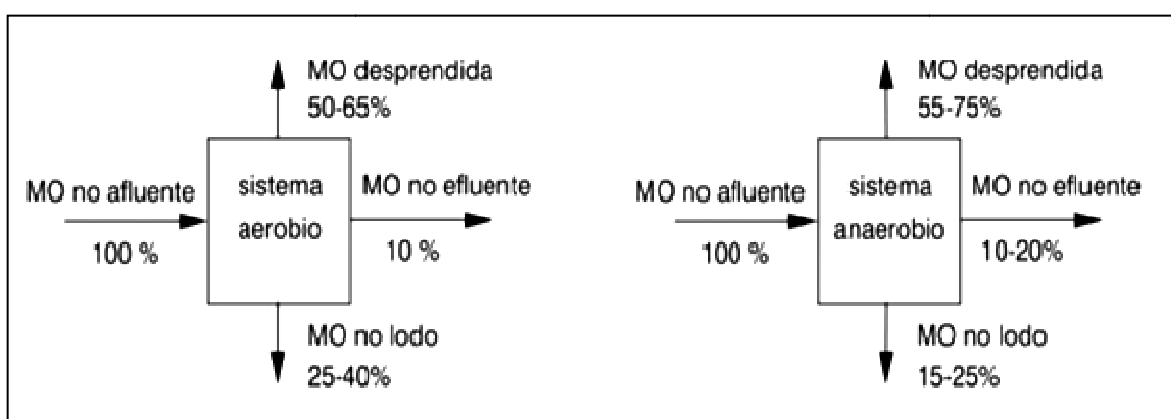 MO desprendida
50-65%
MO no afluente
100 %
sistema
aerobio
MO no efluente
10 %
MO no lodo
25-40%
MO desprendida
55-75%
MO no afluente
100 %
sistema
anaerobio
MO no efluente
10-20%
MO no lodo
15-25%